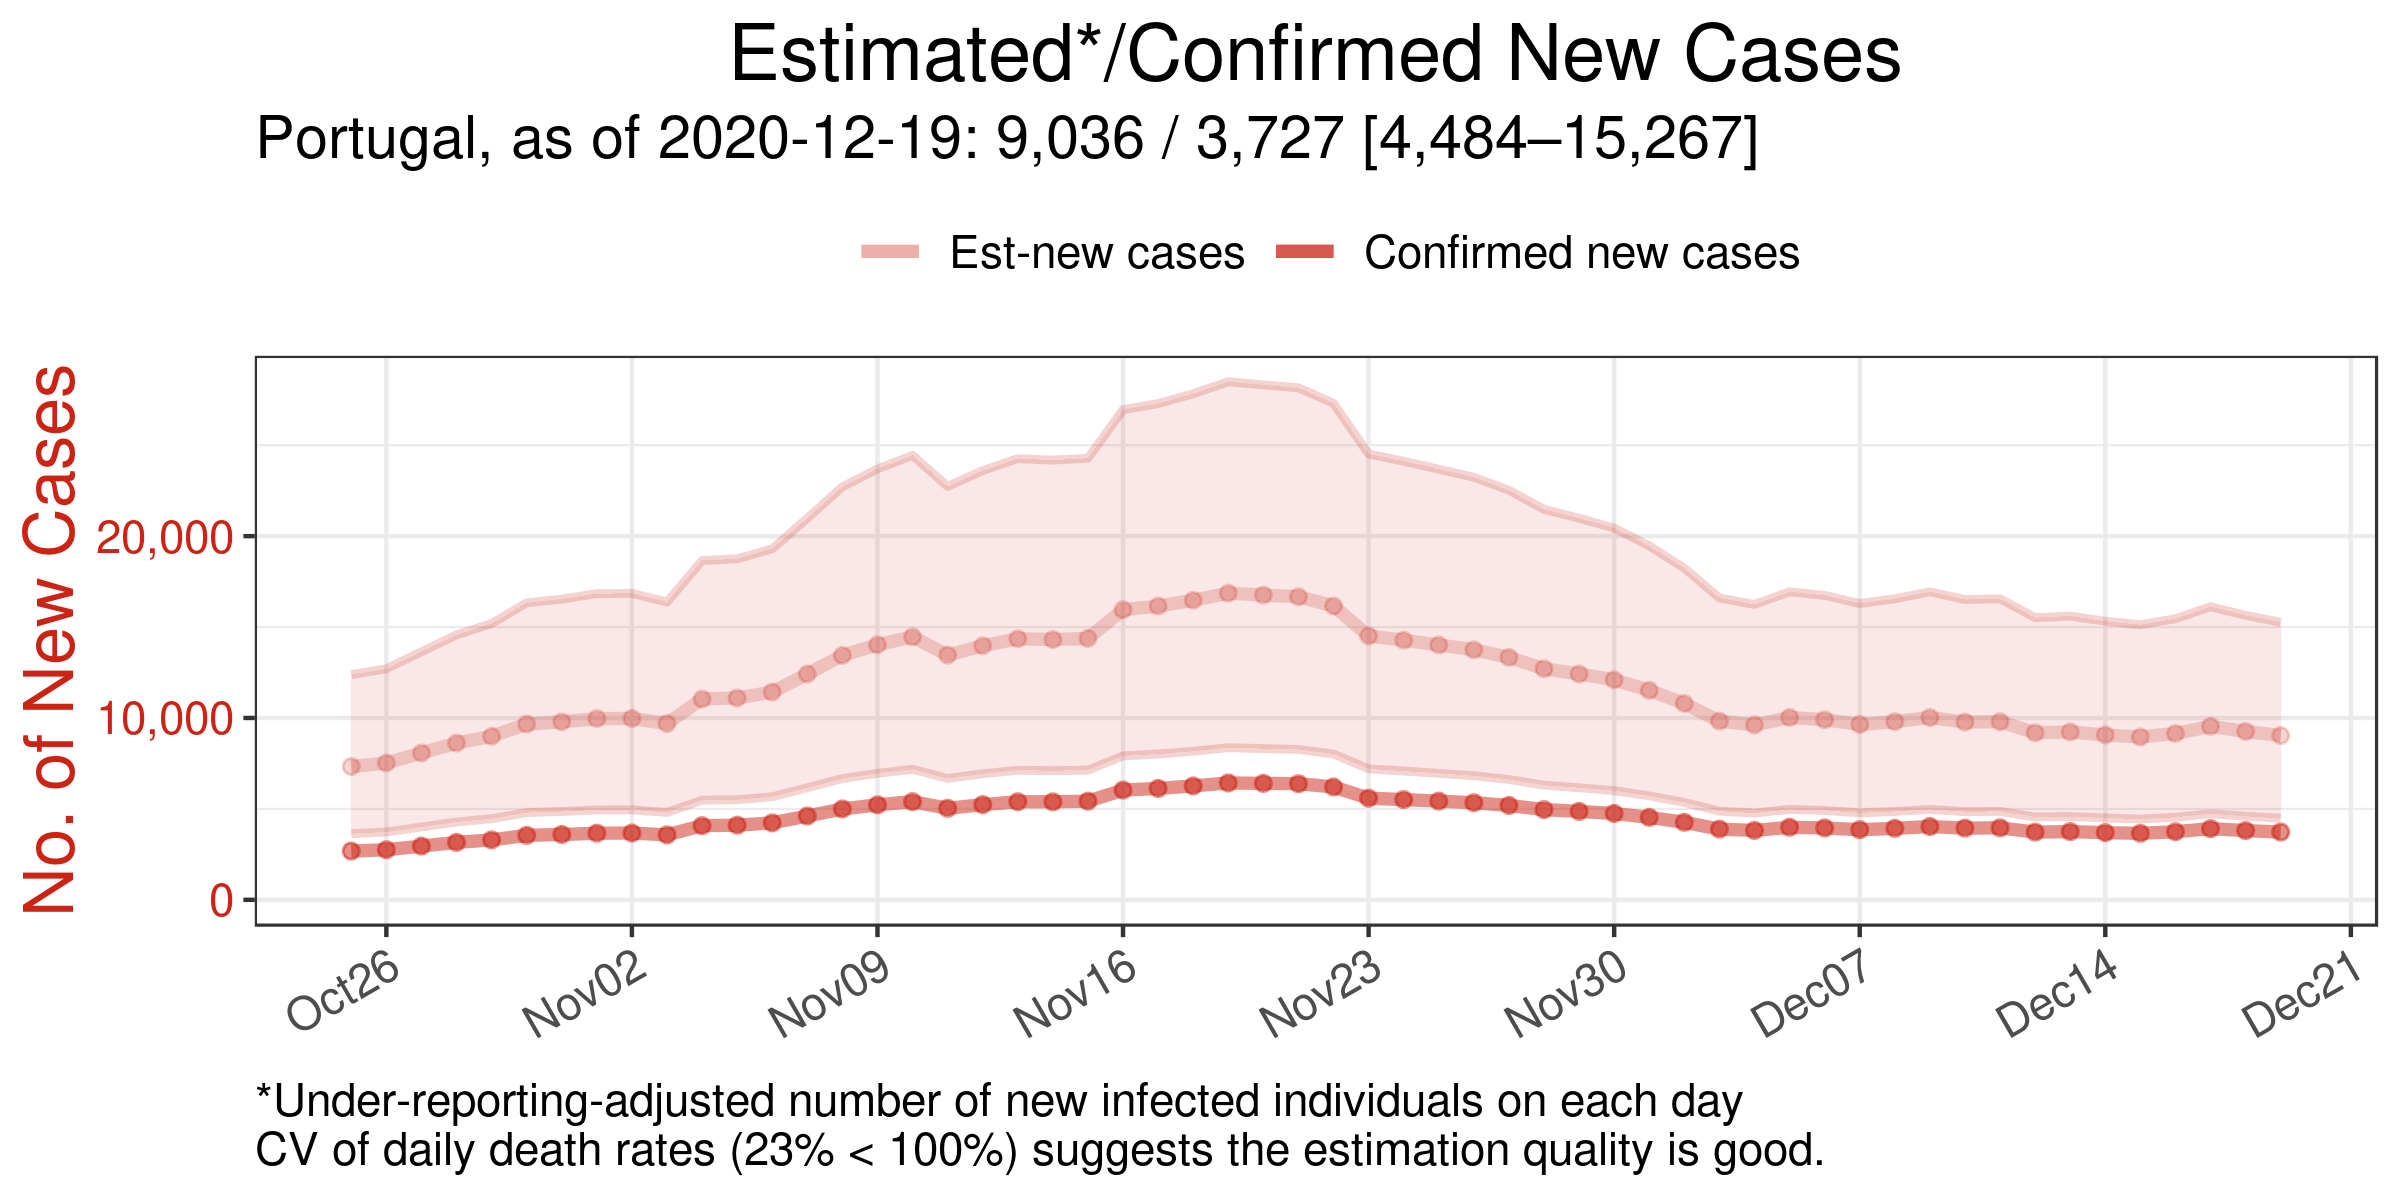 Estimated*/Confirmed New Cases
Portugal, as of 2020-12-19: 9,036 / 3,727 [4,484–15,267]
Est-new cases
Confirmed new cases
No. of New Cases
20,000
10,000
0
Oct26
Nov02
Nov09
Nov16
Nov23
Nov30
Dec07
Dec14
Dec21
*Under-reporting-adjusted number of new infected individuals on each day
CV of daily death rates (23% < 100%) suggests the estimation quality is good.